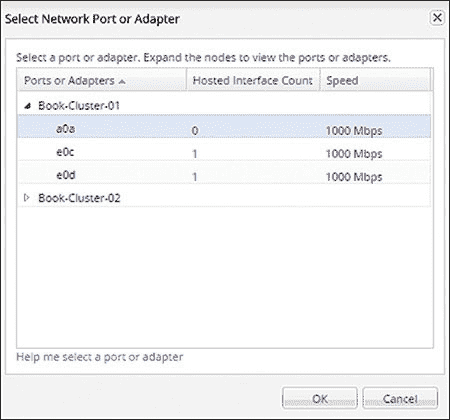 Select Network Port or Adapter
Select a port or adapter. Expand the nodes to view the ports or adapters.
Ports or Adapters Hosted Interface Count Speed
Book-Cluster-01
a0a 0 1000 Mbps
e0c 1 1000 Mbps
e0d 1 1000 Mbps
Book-Cluster-02
Help me select a port or adapter
OK Cancel